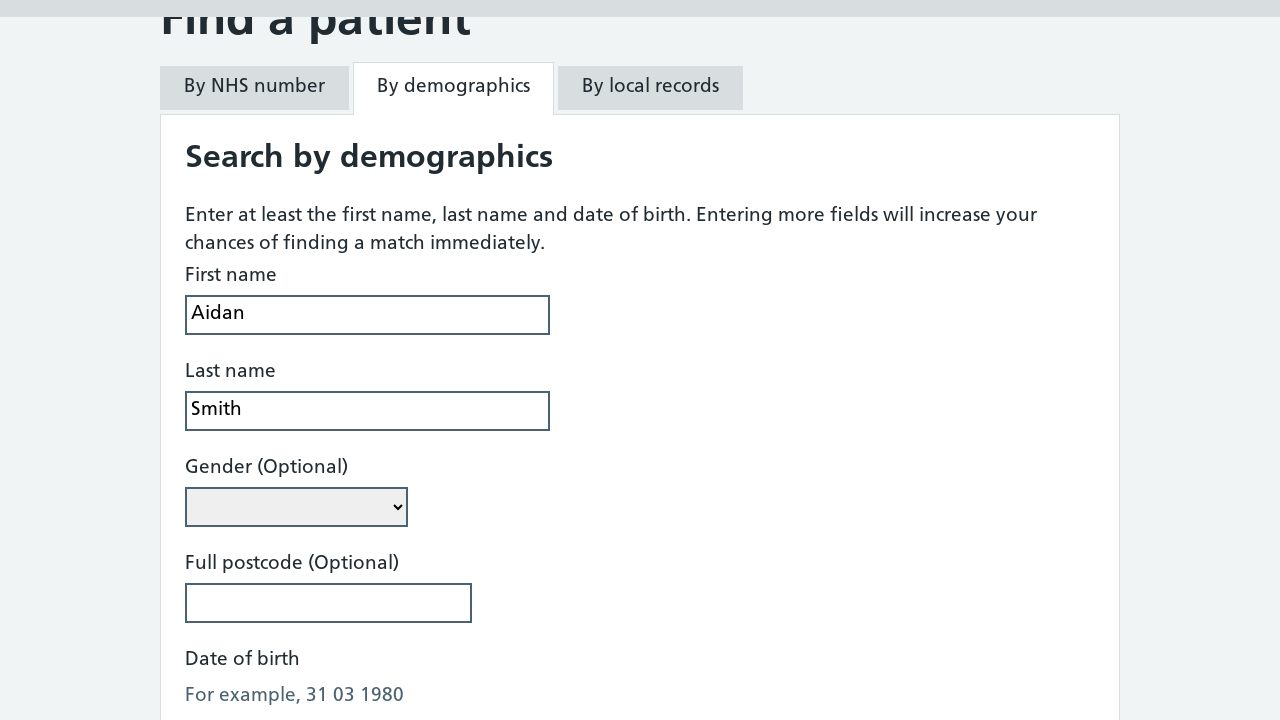 Find a patient
By NHS number
By demographics
By local records
Search by demographics
Enter at least the first name, last name and date of birth. Entering more fields will increase your
chances of finding a match immediately.
First name
Aidan
Last name
Smith
Gender (Optional)
Full postcode (Optional)
Date of birth
For example, 31 03 1980